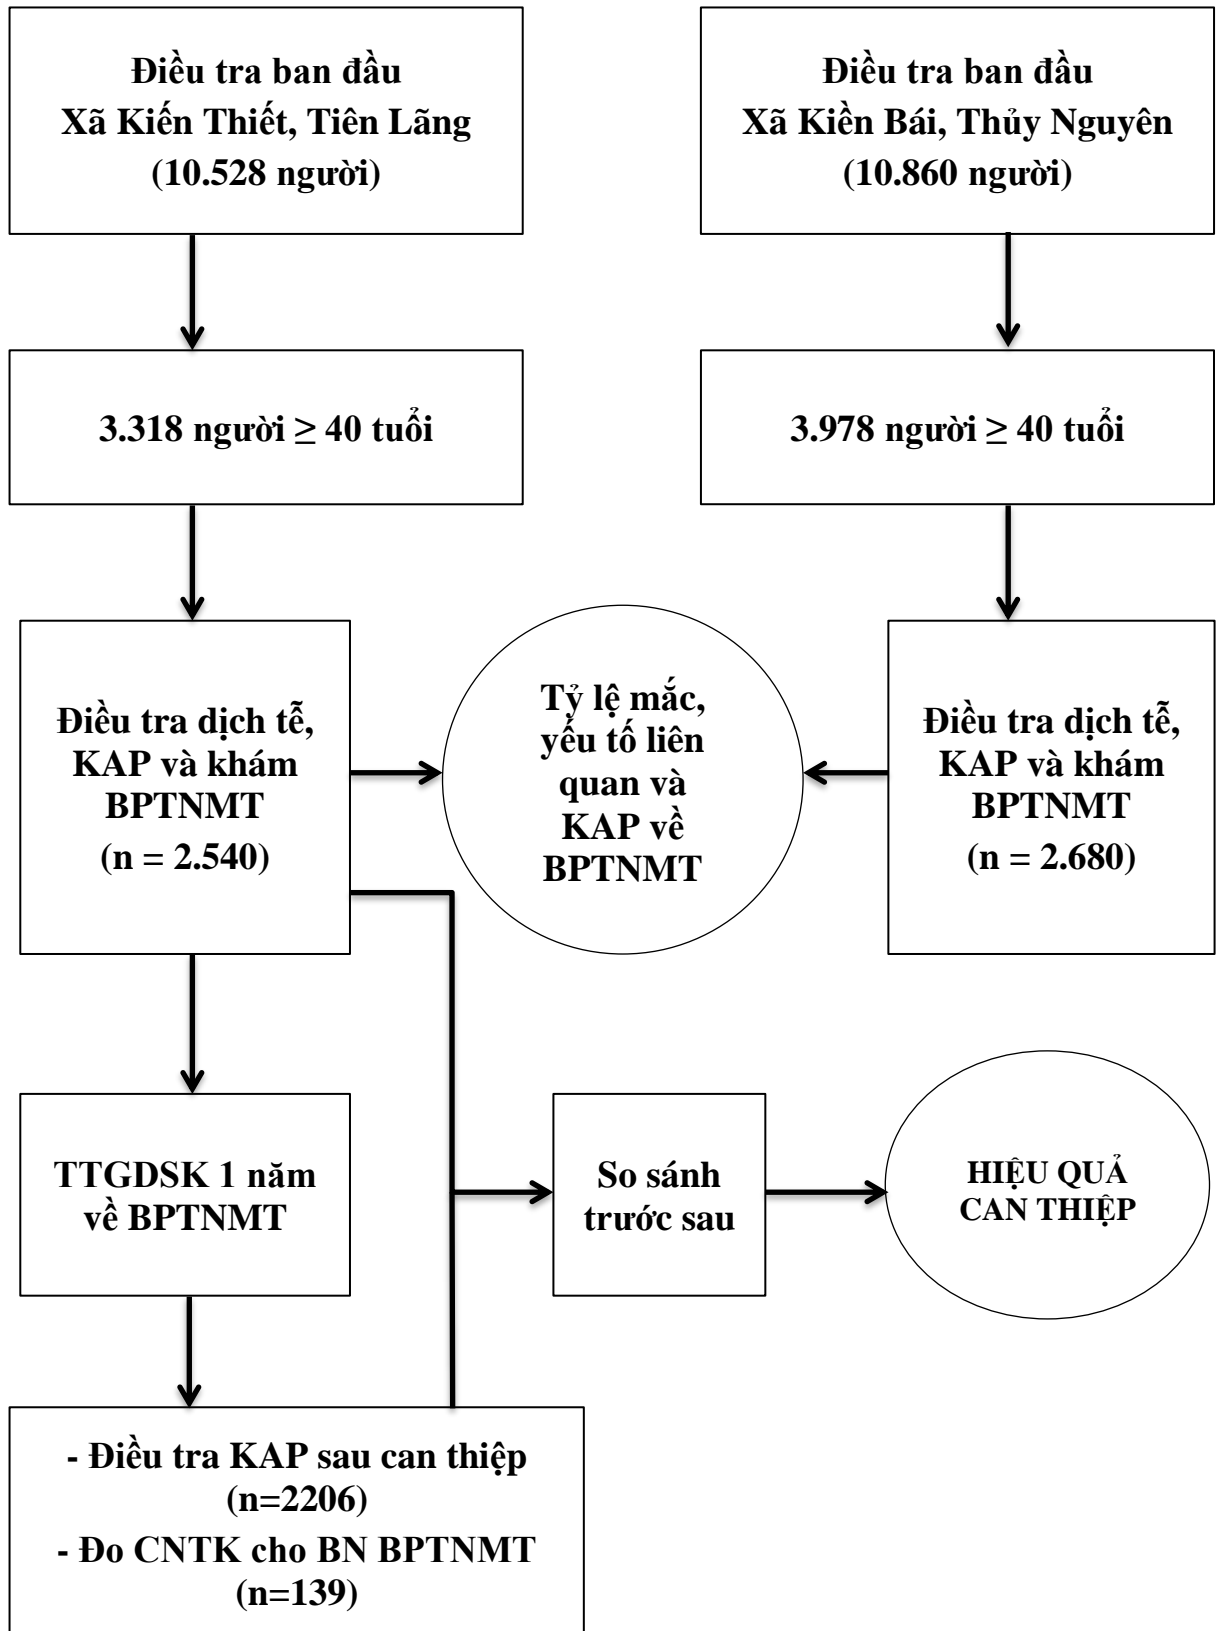 Điều tra ban đầu
Xã Kiến Thiết, Tiên Lãng
(10.528 người)
Điều tra ban đầu
Xã Kiền Bái, Thủy Nguyên
(10.860 người)
3.318 người ≥ 40 tuổi
3.978 người ≥ 40 tuổi
Điều tra dịch tễ,
KAP và khám
BPTNMT
(n = 2.540)
Tỷ lệ mắc,
yếu tố liên
quan và
KAP về
BPTNMT
Điều tra dịch tễ,
KAP và khám
BPTNMT
(n = 2.680)
TTGDSK 1 năm
về BPTNMT
So sánh
trước sau
HIỆU QUẢ
CAN THIỆP
- Điều tra KAP sau can thiệp
(n=2206)
- Đo CNTK cho BN BPTNMT
(n=139)